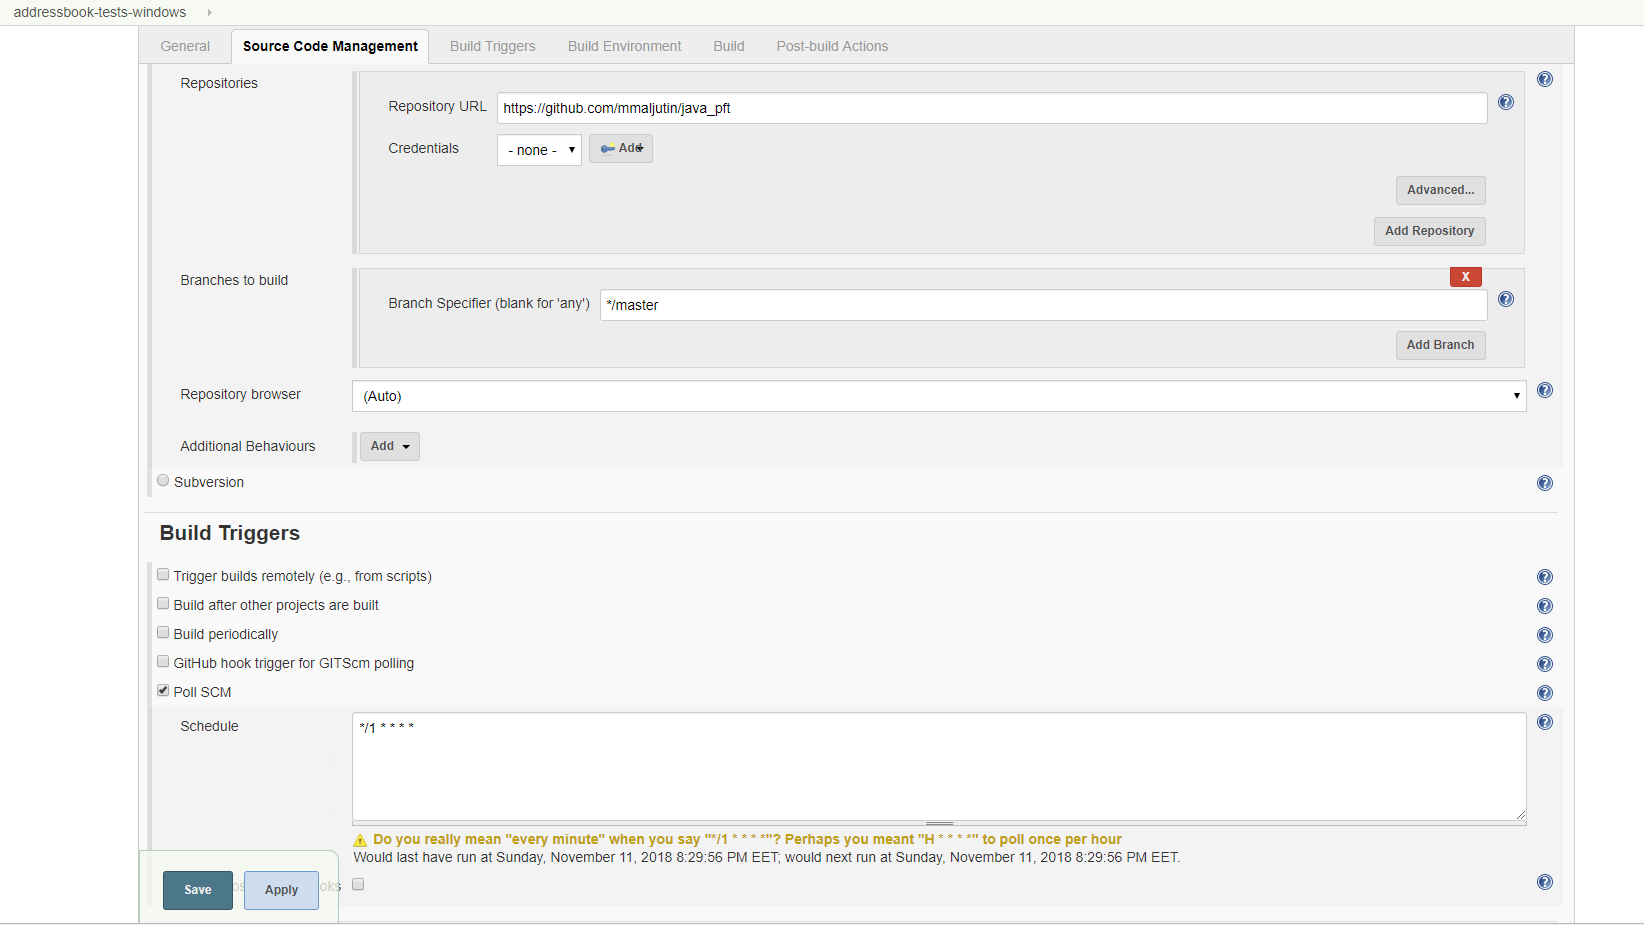 addressbook-tests-windows
General
Source Code Management
Build Triggers
Build Environment
Build
Post-build Actions
Repositories
Repository URL
https://github.com/mmaljutin/java_pft
Credentials
- none -
Add
Advanced...
Add Repository
Branches to build
X
Branch Specifier (blank for 'any')
*/master
Add Branch
Repository browser
(Auto)
Additional Behaviours
Add
Subversion
Build Triggers
Trigger builds remotely (e.g., from scripts)
Build after other projects are built
Build periodically
GitHub hook trigger for GITScm polling
Poll SCM
Schedule
*/1 * * * *
Do you really mean "every minute" when you say "*/1 * * * *"? Perhaps you meant "H * * * *" to poll once per hour
Would last have run at Sunday, November 11, 2018 8:29:56 PM EET; would next run at Sunday, November 11, 2018 8:29:56 PM EET.
Save
Apply